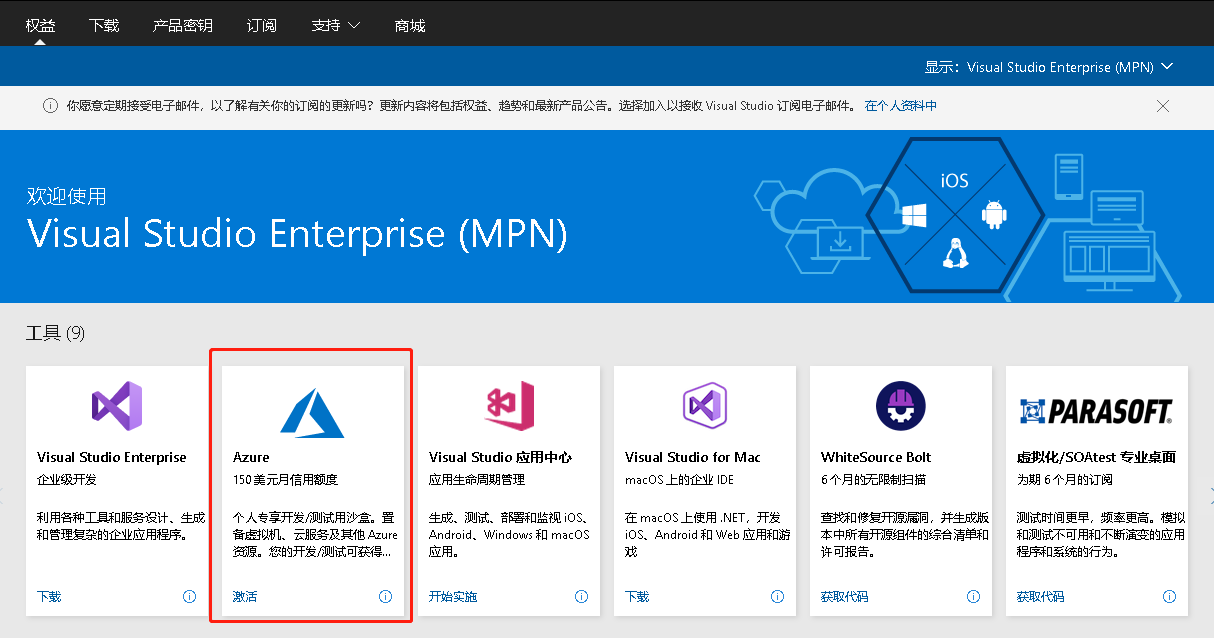 权益 下载 产品密钥 订阅 支持 商城
显示: Visual Studio Enterprise (MPN)
你愿意定期接受电子邮件，以了解有关你的订阅的更新吗？更新内容将包括权益、趋势和最新产品公告。选择加入以接收 Visual Studio 订阅电子邮件。 在个人资料中
iOS
欢迎使用
Visual Studio Enterprise (MPN)
工具 (9)
Visual Studio Enterprise
企业级开发
利用各种工具和服务设计、生成
和管理复杂的企业应用程序。
下载
Azure
150 美元月信用额度
个人专享开发/测试用沙盒。置
备虚拟机、云服务及其他 Azure
资源。您的开发/测试可获得...
激活
Visual Studio 应用中心
应用生命周期管理
生成、测试、部署和监视 iOS、
Android、Windows 和 macOS
应用。
开始实施
Visual Studio for Mac
macOS 上的企业 IDE
在 macOS 上使用 .NET，开发
iOS、Android 和 Web 应用和游
戏
下载
WhiteSource Bolt
6 个月的无限制扫描
查找和修复开源漏洞，并生成版
本中所有开源组件的综合清单和
许可报告。
获取代码
PARASOFT.
虚拟化/SOAtest 专业桌面
为期 6 个月的订阅
测试时间更早，频率更高。模拟
和测试不可用和不断演变的应用
程序和系统的行为。
获取代码